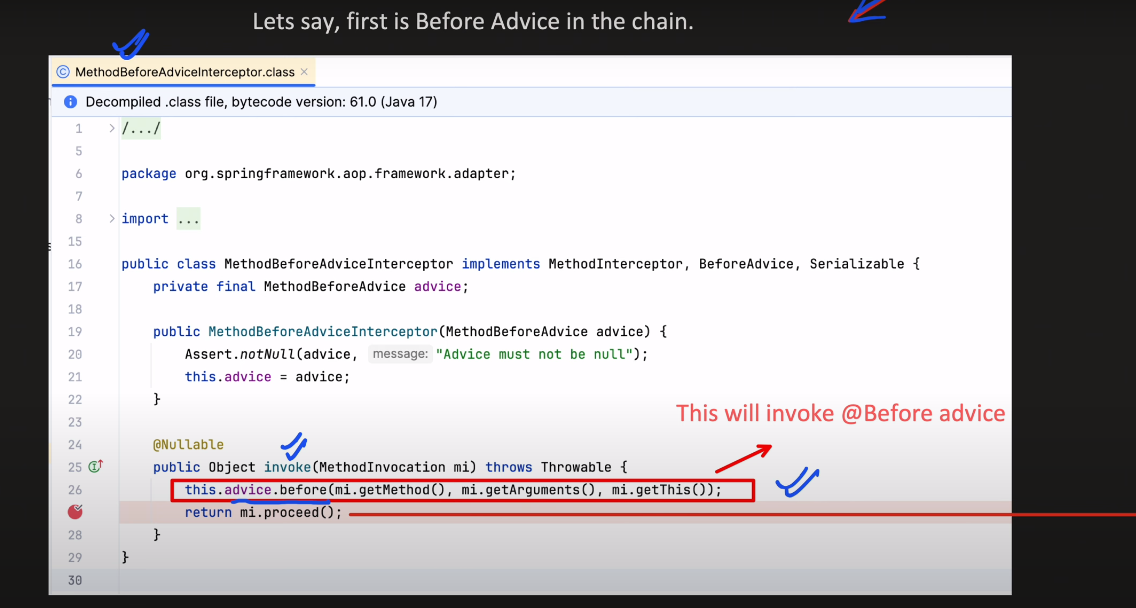 Lets say, first is Before Advice in the chain.
MethodBeforeAdviceInterceptor.class ×
Decompiled .class file, bytecode version: 61.0 (Java 17)
1 /.../
5
6 package org.springframework.aop.framework.adapter;
7
8 import ...
15
16 public class MethodBeforeAdviceInterceptor implements MethodInterceptor, BeforeAdvice, Serializable {
17 private final MethodBeforeAdvice advice;
18
19 public MethodBeforeAdviceInterceptor(MethodBeforeAdvice advice) {
20 Assert.notNull(advice, message: "Advice must not be null");
21 this.advice = advice;
22 }
23
This will invoke @Before advice
24 @Nullable
25 public Object invoke(MethodInvocation mi) throws Throwable {
26 this.advice.before(mi.getMethod(), mi.getArguments(), mi.getThis());
return mi.proceed();
28 }
29 }
30